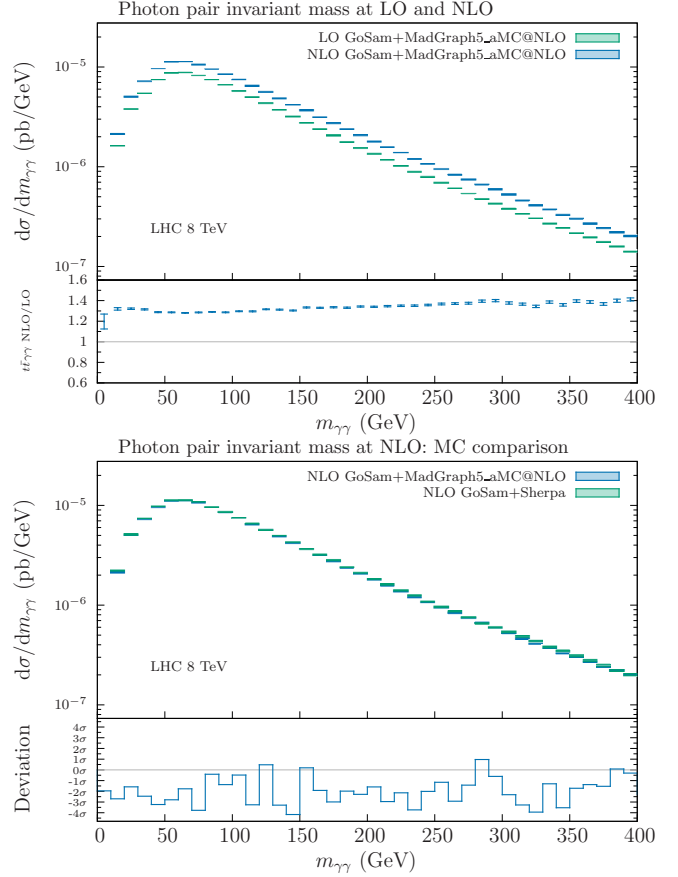 Photon pair invariant mass at LO and NLO
LO GoSam+MadGraph5_aMC@NLO
NLO GoSam+MadGraph5_aMC@NLO
dσ/dm_γγ (pb/GeV)
10⁻⁵
10⁻⁶
10⁻⁷
LHC 8 TeV
tt̄γγ NLO/LO
1.6
1.4
1.2
1
0.8
0.6
0 50 100 150 200 250 300 350 400
m_γγ (GeV)
Photon pair invariant mass at NLO: MC comparison
NLO GoSam+MadGraph5_aMC@NLO
NLO GoSam+Sherpa
dσ/dm_γγ (pb/GeV)
10⁻⁵
10⁻⁶
10⁻⁷
LHC 8 TeV
Deviation
4σ
3σ
2σ
1σ
0σ
-1σ
-2σ
-3σ
-4σ
0 50 100 150 200 250 300 350 400
m_γγ (GeV)